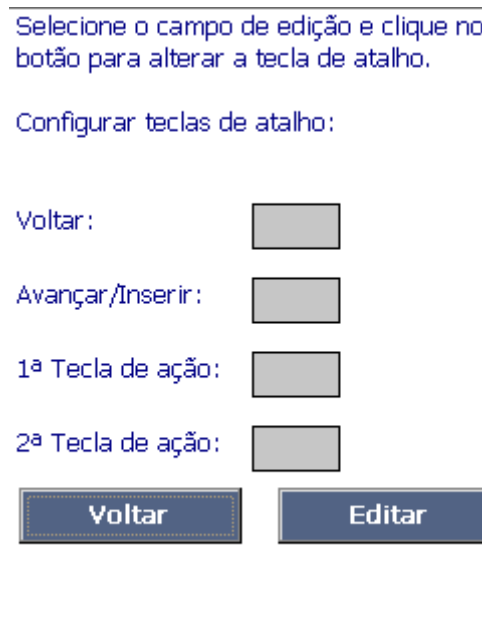 Selecione o campo de edição e clique no
botão para alterar a tecla de atalho.
Configurar teclas de atalho:
Voltar:
Avançar/Inserir:
1ª Tecla de ação:
2ª Tecla de ação:
Voltar
Editar